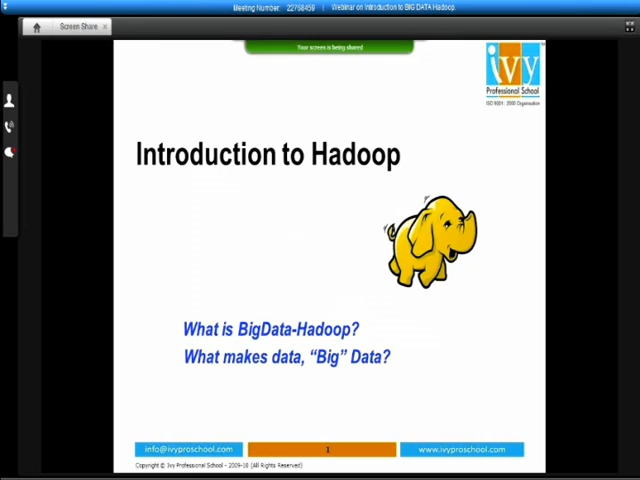 Meeting Number: 22758459 | Webinar on Introduction to BIG DATA Hadoop.
Screen Share ×
Your screen is being shared
ivy
Professional School
ISO 9001: 2000 Organisation
Introduction to Hadoop
What is BigData-Hadoop?
What makes data, “Big” Data?
info@ivyproschool.com 1 www.ivyproschool.com
Copyright © Ivy Professional School - 2009-10 (All Rights Reserved)